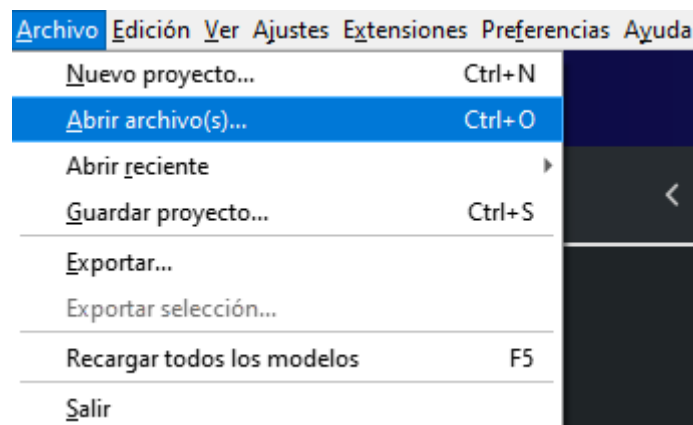 Archivo Edición Ver Ajustes Extensiones Preferencias Ayuda
Nuevo proyecto... Ctrl+N
Abrir archivo(s)... Ctrl+O
Abrir reciente
Guardar proyecto... Ctrl+S
Exportar...
Exportar selección...
Recargar todos los modelos F5
Salir